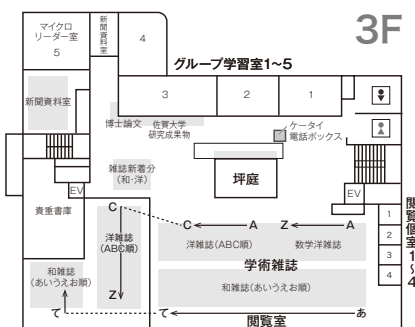 3F
マイクロ
リーダー室
5
新聞資料室
4
グループ学習室1~5
3
2
1
新聞資料室
博士論文
佐賀大学
研究成果物
ケータイ
電話ボックス
雑誌新着分
(和・洋)
坪庭
EV
EV
貴重書庫
C
洋雑誌
(ABC順)
Z
C
A
Z
A
洋雑誌(ABC順)
数学洋雑誌
学術雑誌
和雑誌
(あいうえお順)
和雑誌(あいうえお順)
て
て
あ
閲覧室
1
2
3
4
閲覧個室1~4